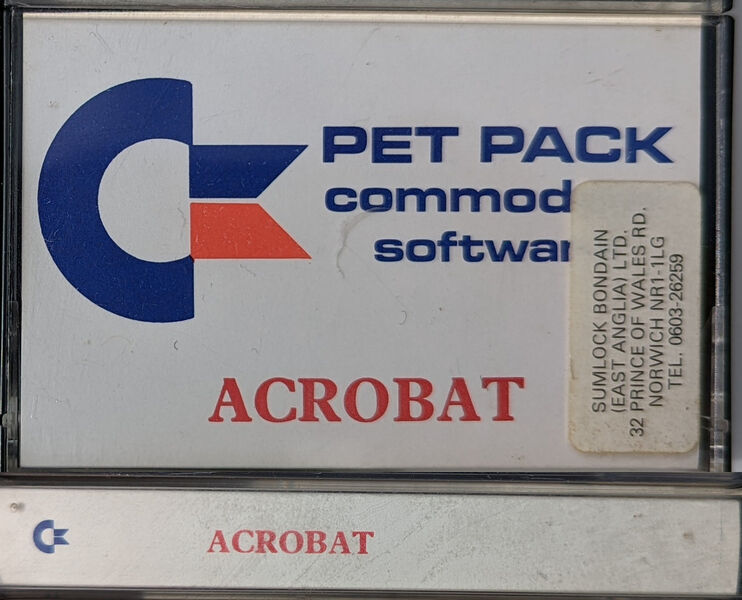 PET PACK
commod
softwar
ACROBAT
SUMLOCK BONDAIN
(EAST ANGLIA) LTD.
32 PRINCE OF WALES RD.
NORWICH NR1-1LG
TEL. 0603-26259
ACROBAT